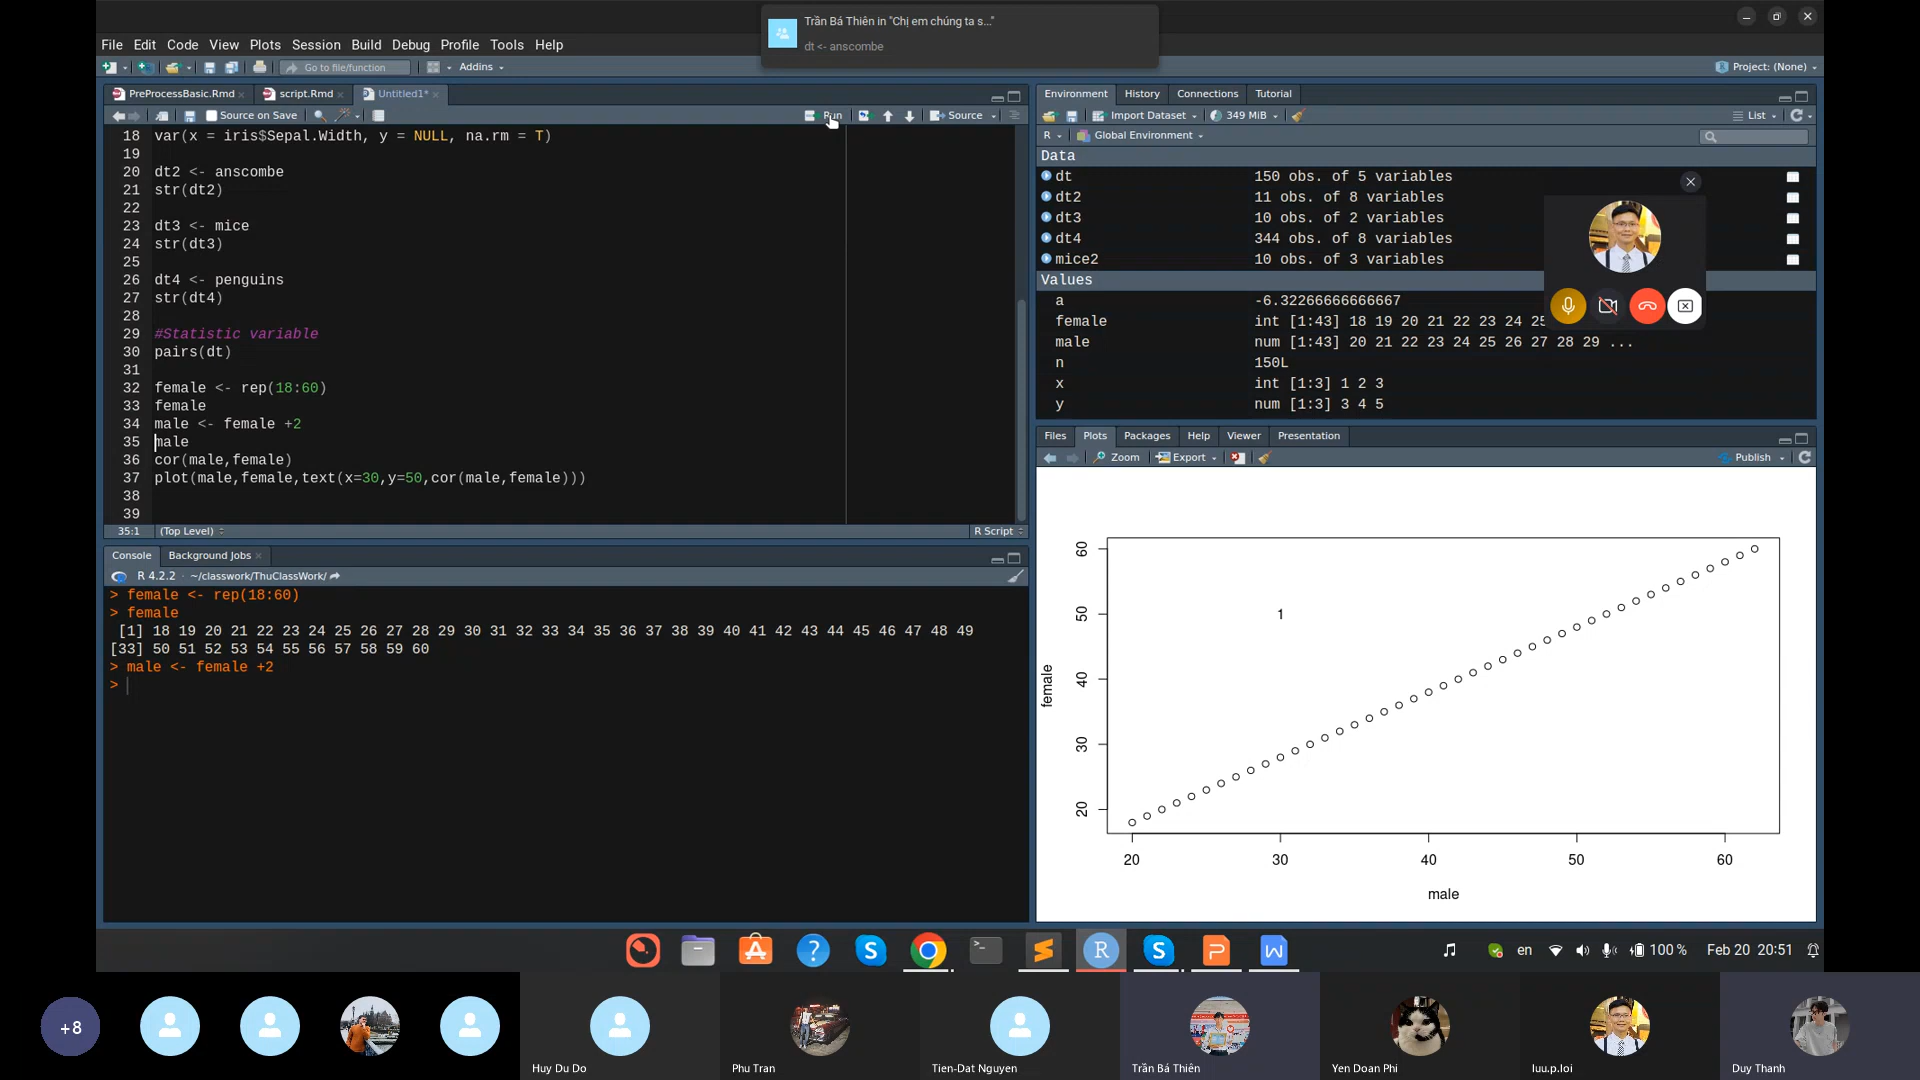 Trần Bá Thiên in "Chị em chúng ta s..."
dt <- anscombe
File Edit Code View Plots Session Build Debug Profile Tools Help
Go to file/function
Addins
Project: (None)
PreProcessBasic.Rmd
script.Rmd
Untitled1*
Source on Save
Run
Source
18 var(x = iris$Sepal.Width, y = NULL, na.rm = T)
19
20 dt2 <- anscombe
21 str(dt2)
22
23 dt3 <- mice
24 str(dt3)
25
26 dt4 <- penguins
27 str(dt4)
28
29 #Statistic variable
30 pairs(dt)
31
32 female <- rep(18:60)
33 female
34 male <- female +2
35 male
36 cor(male,female)
37 plot(male,female,text(x=30,y=50,cor(male,female)))
38
39
35:1 (Top Level) R Script
Console Background Jobs
R 4.2.2 · ~/classwork/ThuClassWork/
> female <- rep(18:60)
> female
[1] 18 19 20 21 22 23 24 25 26 27 28 29 30 31 32 33 34 35 36 37 38 39 40 41 42 43 44 45 46 47 48 49
[33] 50 51 52 53 54 55 56 57 58 59 60
> male <- female +2
>
Environment History Connections Tutorial
Import Dataset 349 MiB List
R Global Environment
Data
dt 150 obs. of 5 variables
dt2 11 obs. of 8 variables
dt3 10 obs. of 2 variables
dt4 344 obs. of 8 variables
mice2 10 obs. of 3 variables
Values
a -6.32266666666667
female int [1:43] 18 19 20 21 22 23 24 25
male num [1:43] 20 21 22 23 24 25 26 27 28 29 ...
n 150L
x int [1:3] 1 2 3
y num [1:3] 3 4 5
Files Plots Packages Help Viewer Presentation
Zoom Export Publish
60
50
40
30
20
female
1
20 30 40 50 60
male
en 100 % Feb 20 20:51
+8
Huy Du Do
Phu Tran
Tien-Dat Nguyen
Trần Bá Thiên
Yen Doan Phi
luu.p.loi
Duy Thanh